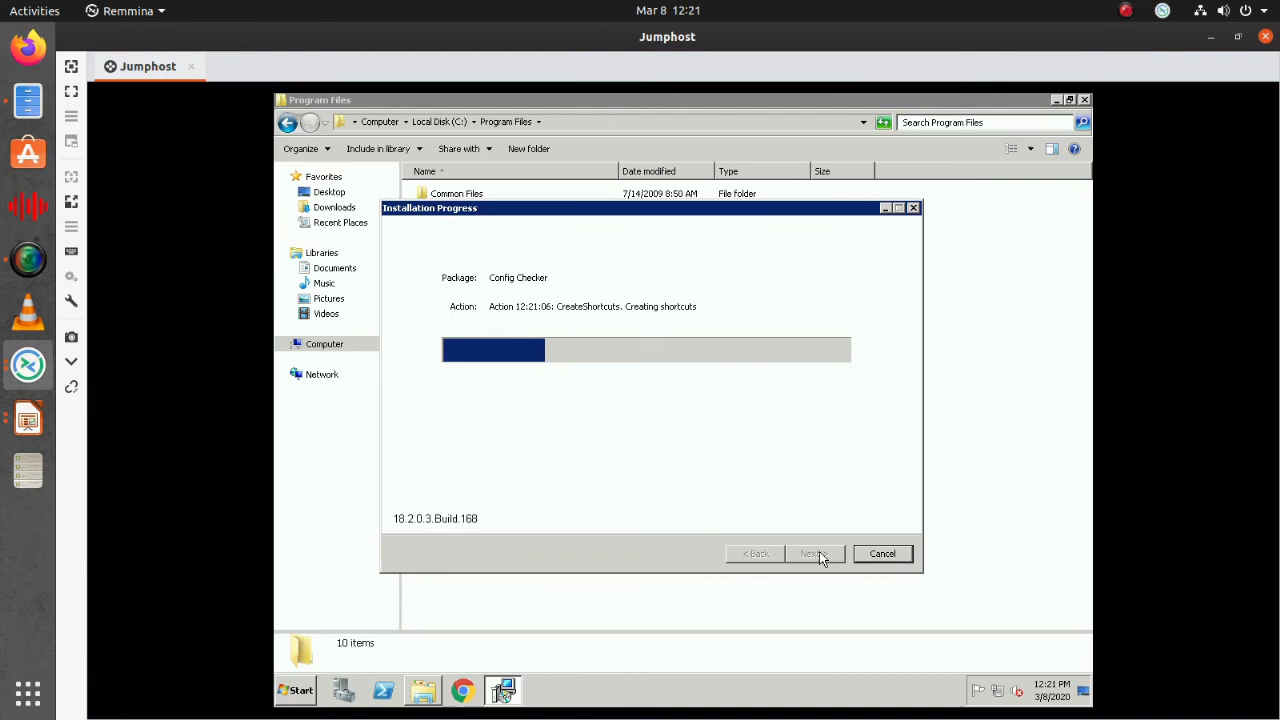 Activities
Remmina
Mar 8 12:21
Jumphost
Jumphost
Program Files
Computer
Local Disk (C:)
Program Files
Search Program Files
Organize
Include in library
Share with
New folder
Name
Date modified
Type
Size
Favorites
Desktop
Downloads
Recent Places
Libraries
Documents
Music
Pictures
Videos
Computer
Network
Common Files
7/14/2009 8:50 AM
File folder
Installation Progress
Package: Config Checker
Action: Action 12:21:06: CreateShortcuts. Creating shortcuts
18.2.0.3.Build.168
< Back
Next >
Cancel
10 items
Start
12:21 PM
3/8/2020